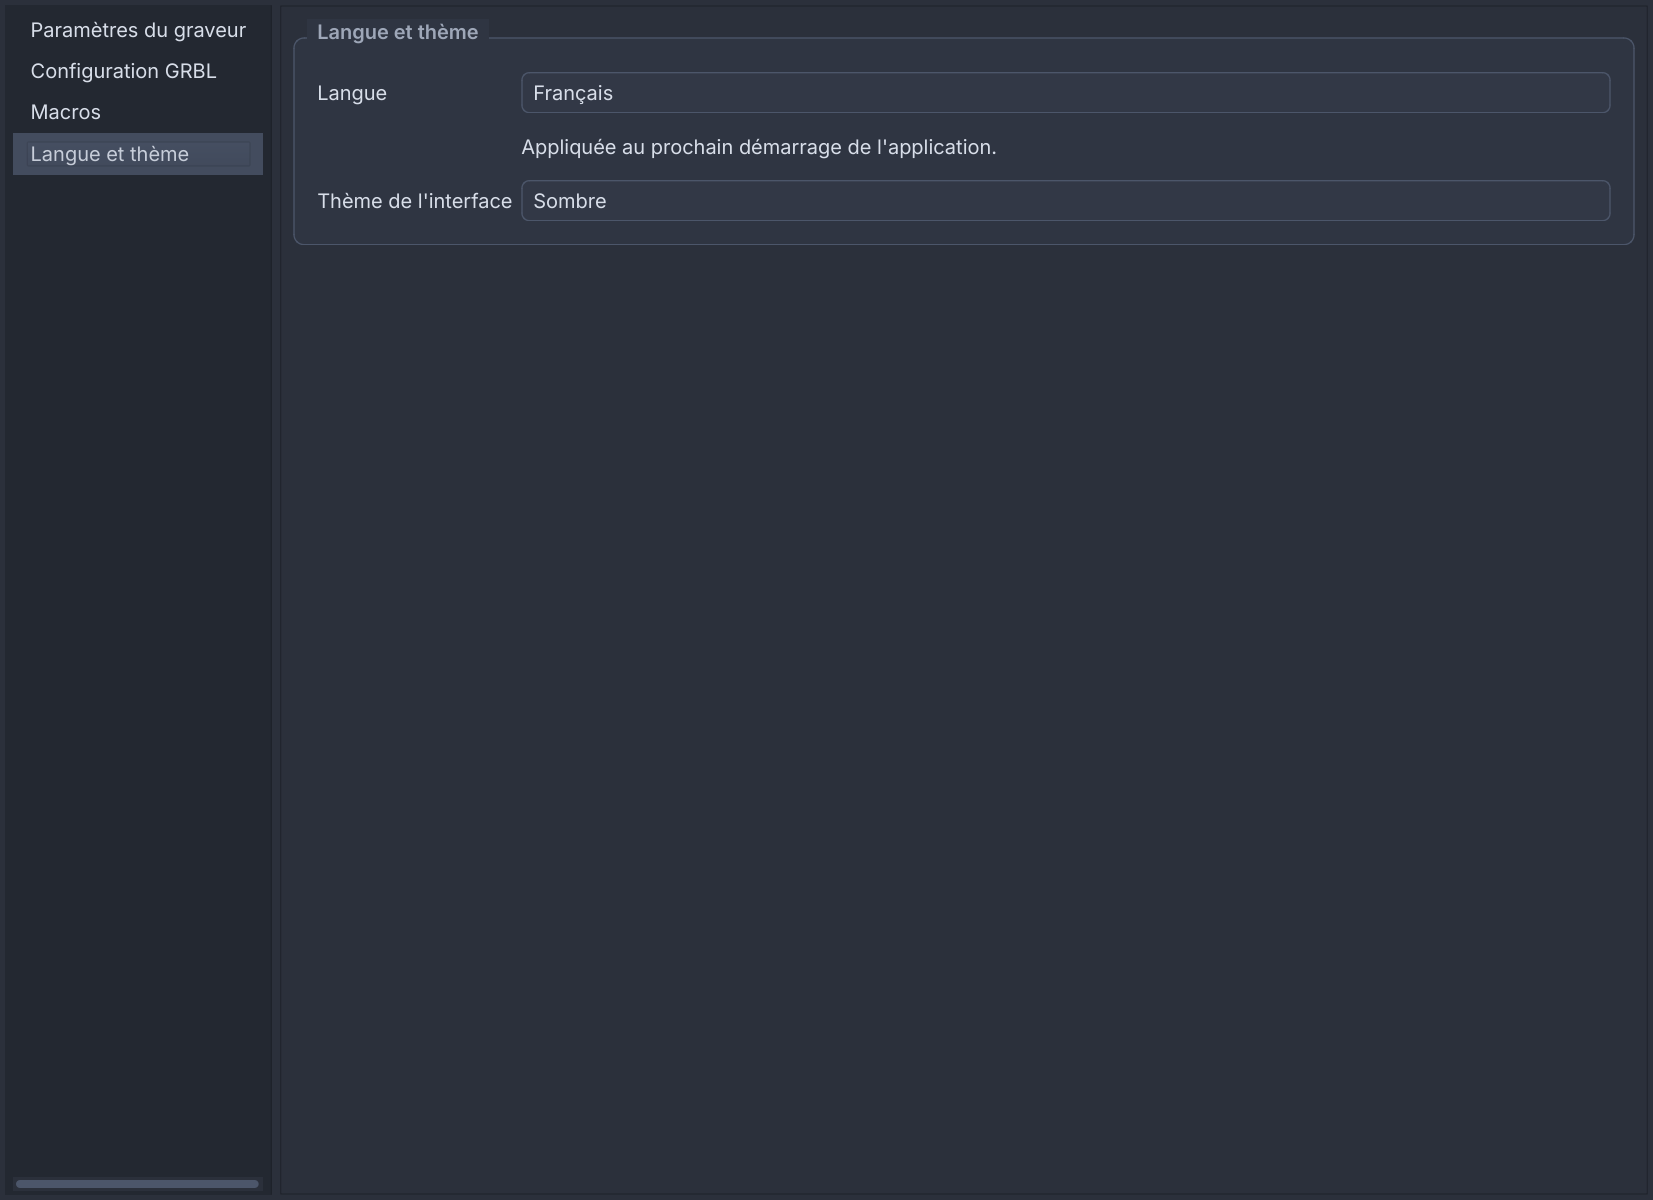 Paramètres du graveur
Configuration GRBL
Macros
Langue et thème
Langue et thème
Langue
Français
Appliquée au prochain démarrage de l'application.
Thème de l'interface
Sombre